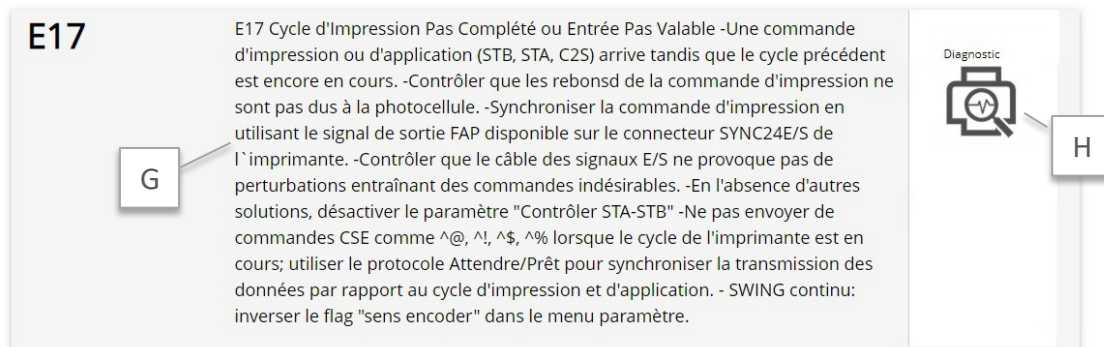 E17
E17 Cycle d'Impression Pas Complété ou Entrée Pas Valable -Une commande
d'impression ou d'application (STB, STA, C2S) arrive tandis que le cycle précédent
est encore en cours. -Contrôler que les rebonsd de la commande d'impression ne
sont pas dus à la photocellule. -Synchroniser la commande d'impression en
utilisant le signal de sortie FAP disponible sur le connecteur SYNC24E/S de
l`imprimante. -Contrôler que le câble des signaux E/S ne provoque pas de
perturbations entraînant des commandes indésirables. -En l'absence d'autres
solutions, désactiver le paramètre "Contrôler STA-STB" -Ne pas envoyer de
commandes CSE comme ^@, ^!, ^$, ^% lorsque le cycle de l'imprimante est en
cours; utiliser le protocole Attendre/Prêt pour synchroniser la transmission des
données par rapport au cycle d'impression et d'application. - SWING continu:
inverser le flag "sens encoder" dans le menu paramètre.
Diagnostic
G
H